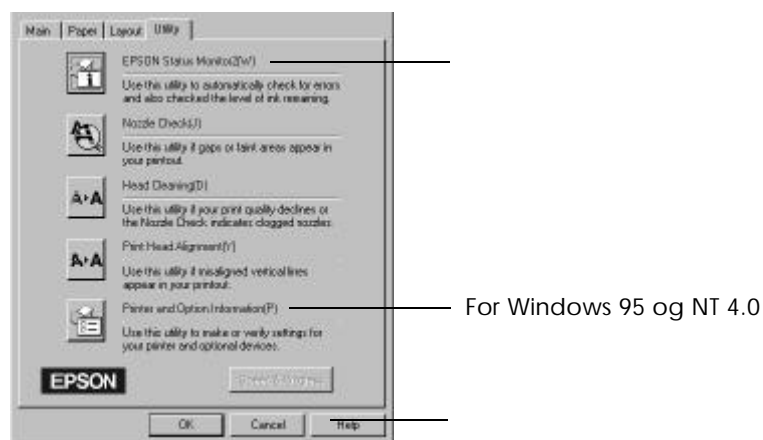 Main Paper Layout Utility
EPSON Status Monitor2(W)
Use this utility to automatically check for errors
and also checked the level of ink remaining.
Nozzle Check(J)
Use this utility if gaps or faint areas appear in
your printout.
Head Cleaning(D)
Use this utility if your print quality declines or
the Nozzle Check indicates clogged nozzles.
Print Head Alignment(Y)
Use this utility if misaligned vertical lines
appear in your printout.
Printer and Option Information(P)
For Windows 95 og NT 4.0
Use this utility to make or verify settings for
your printer and optional devices.
EPSON
OK Cancel Help